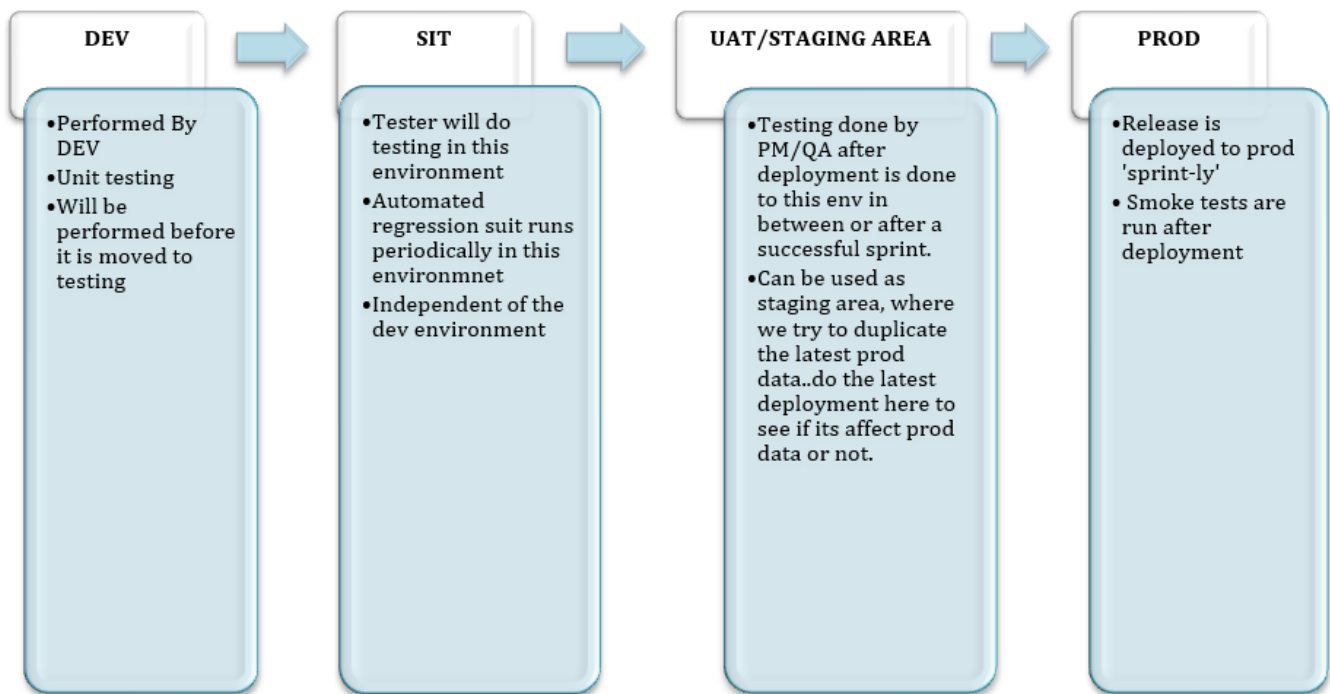 DEV
•Performed By
DEV
•Unit testing
•Will be
performed before
it is moved to
testing
SIT
•Tester will do
testing in this
environment
•Automated
regression suit runs
periodically in this
environmnet
•Independent of the
dev environment
UAT/STAGING AREA
•Testing done by
PM/QA after
deployment is done
to this env in
between or after a
successful sprint.
•Can be used as
staging area, where
we try to duplicate
the latest prod
data..do the latest
deployment here to
see if its affect prod
data or not.
PROD
•Release is
deployed to prod
'sprint-ly'
• Smoke tests are
run after
deployment